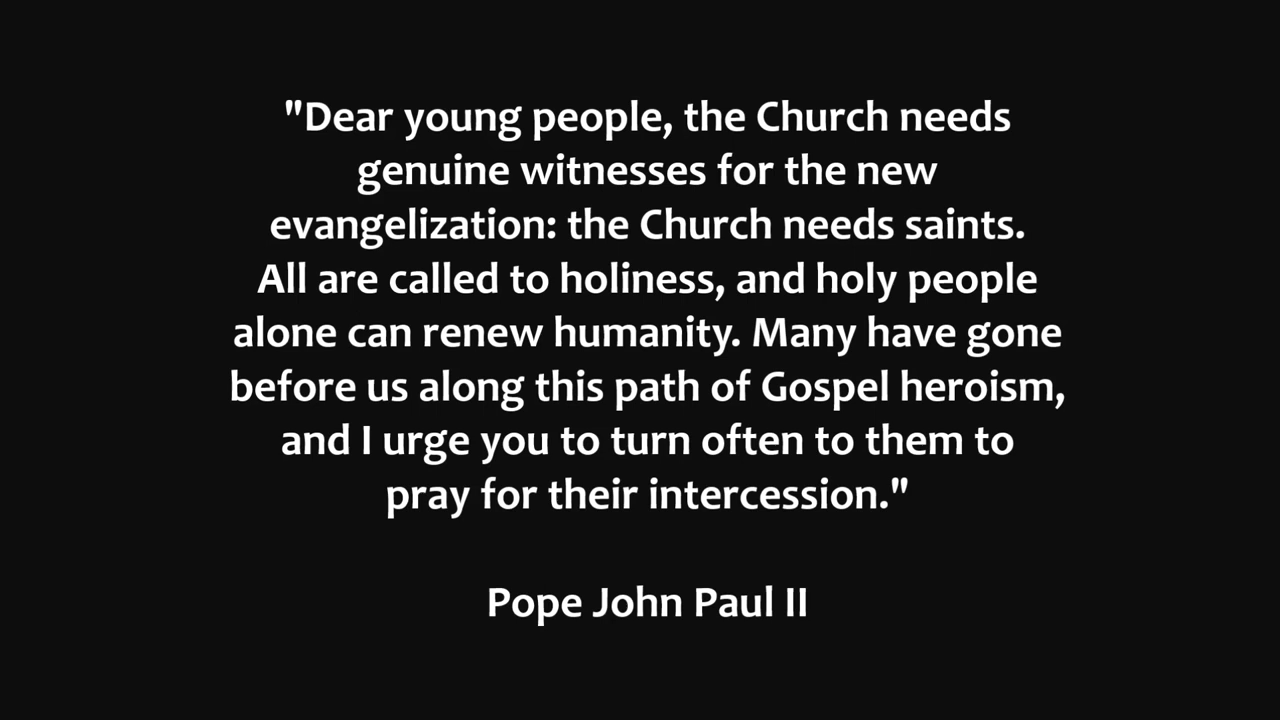 "Dear young people, the Church needs
genuine witnesses for the new
evangelization: the Church needs saints.
All are called to holiness, and holy people
alone can renew humanity. Many have gone
before us along this path of Gospel heroism,
and I urge you to turn often to them to
pray for their intercession."
Pope John Paul II